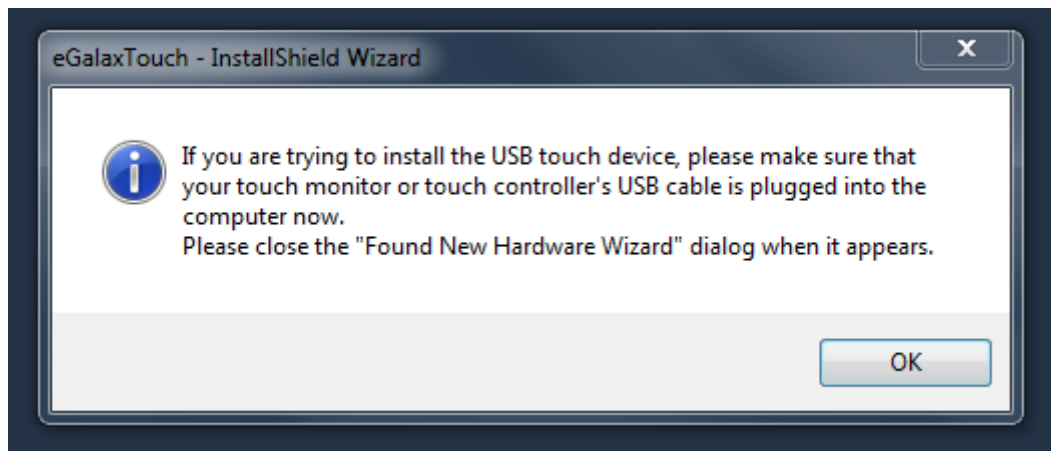 eGalaxTouch - InstallShield Wizard
If you are trying to install the USB touch device, please make sure that
your touch monitor or touch controller's USB cable is plugged into the
computer now.
Please close the "Found New Hardware Wizard" dialog when it appears.
OK